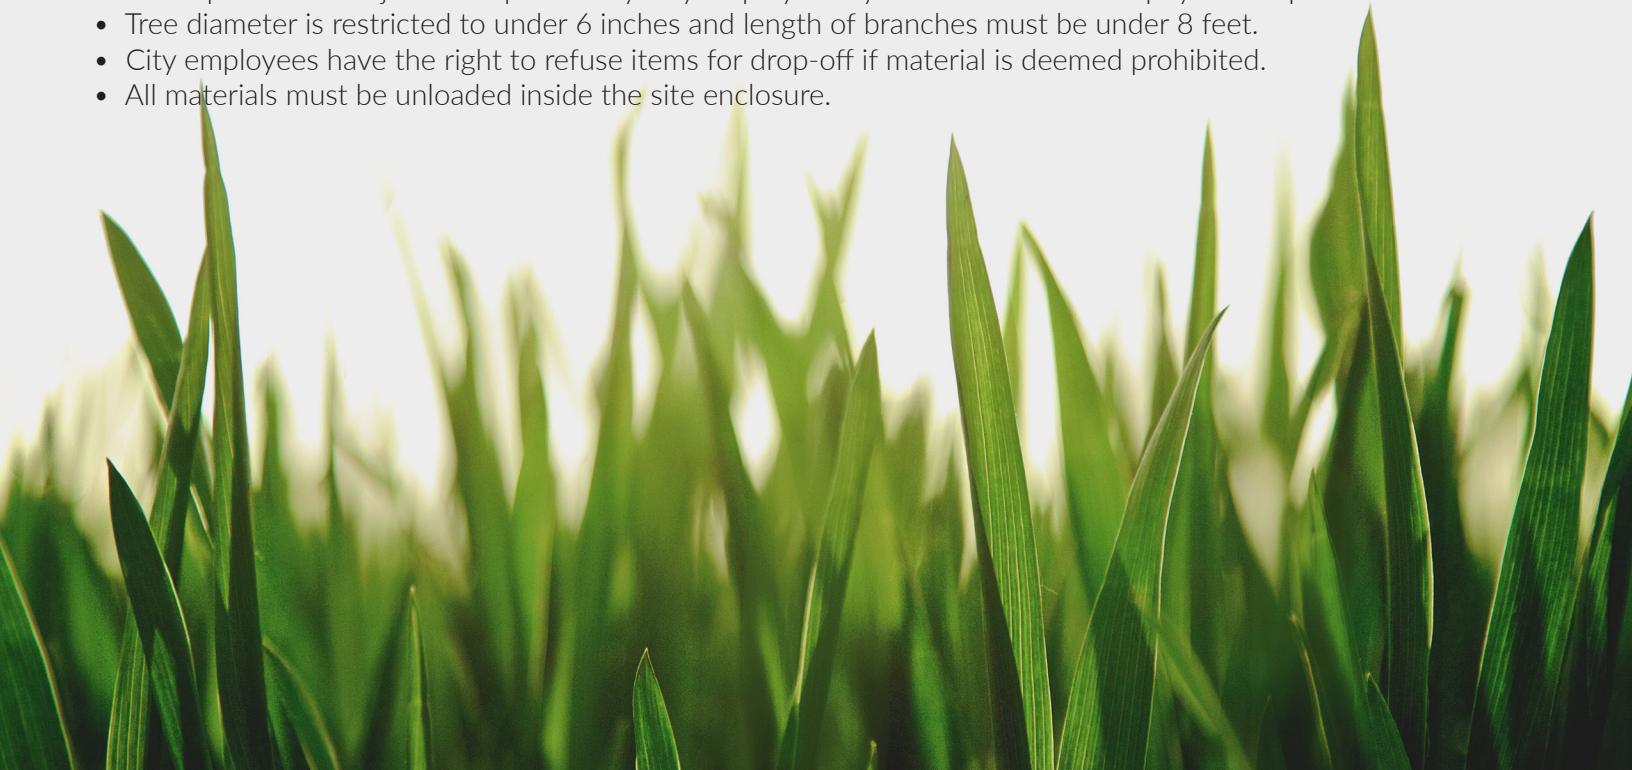 • Tree diameter is restricted to under 6 inches and length of branches must be under 8 feet.
• City employees have the right to refuse items for drop-off if material is deemed prohibited.
• All materials must be unloaded inside the site enclosure.